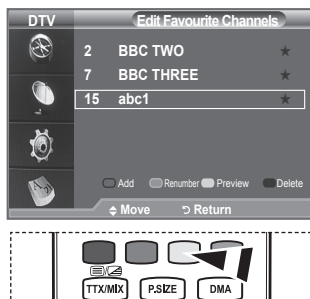 DTV Edit Favourite Channels
2 BBC TWO ★
7 BBC THREE ★
15 abc1 ★
Add Renumber Preview Delete
Move Return
TTX/MIX P.SIZE DMA